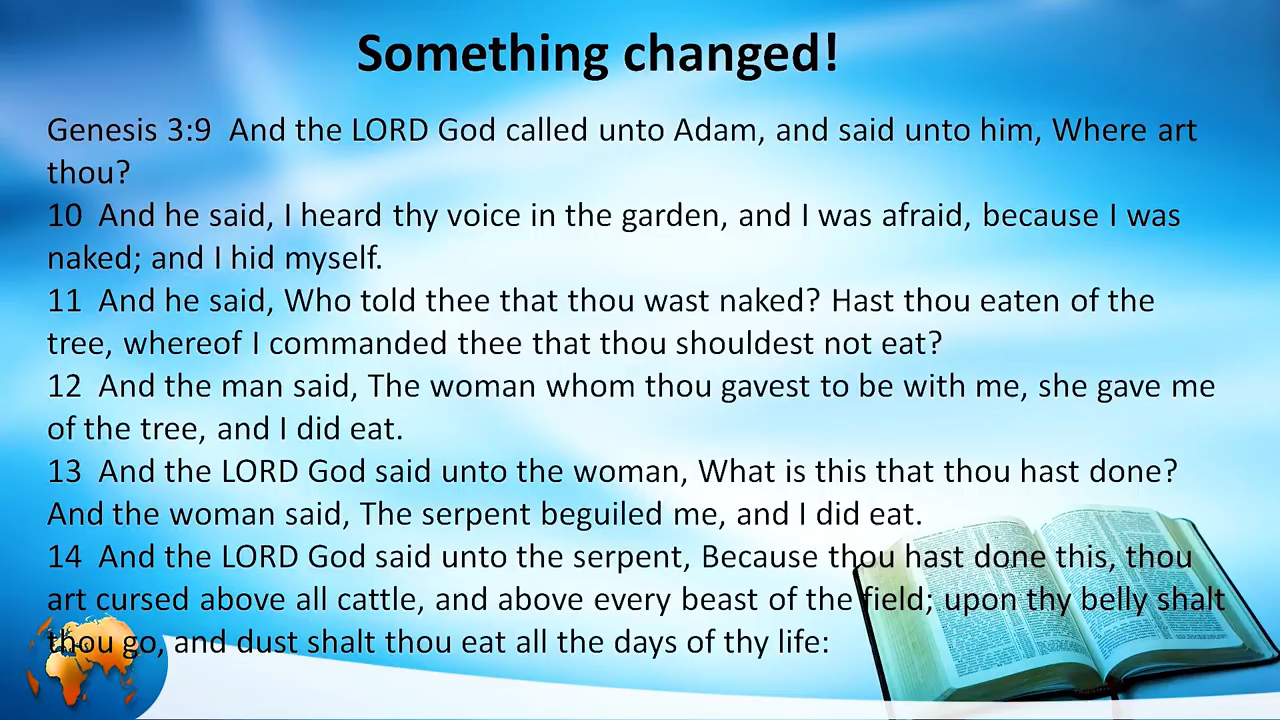 Something changed!
Genesis 3:9  And the LORD God called unto Adam, and said unto him, Where art
thou?
10  And he said, I heard thy voice in the garden, and I was afraid, because I was
naked; and I hid myself.
11  And he said, Who told thee that thou wast naked? Hast thou eaten of the
tree, whereof I commanded thee that thou shouldest not eat?
12  And the man said, The woman whom thou gavest to be with me, she gave me
of the tree, and I did eat.
13  And the LORD God said unto the woman, What is this that thou hast done?
And the woman said, The serpent beguiled me, and I did eat.
14  And the LORD God said unto the serpent, Because thou hast done this, thou
art cursed above all cattle, and above every beast of the field; upon thy belly shalt
thou go, and dust shalt thou eat all the days of thy life: